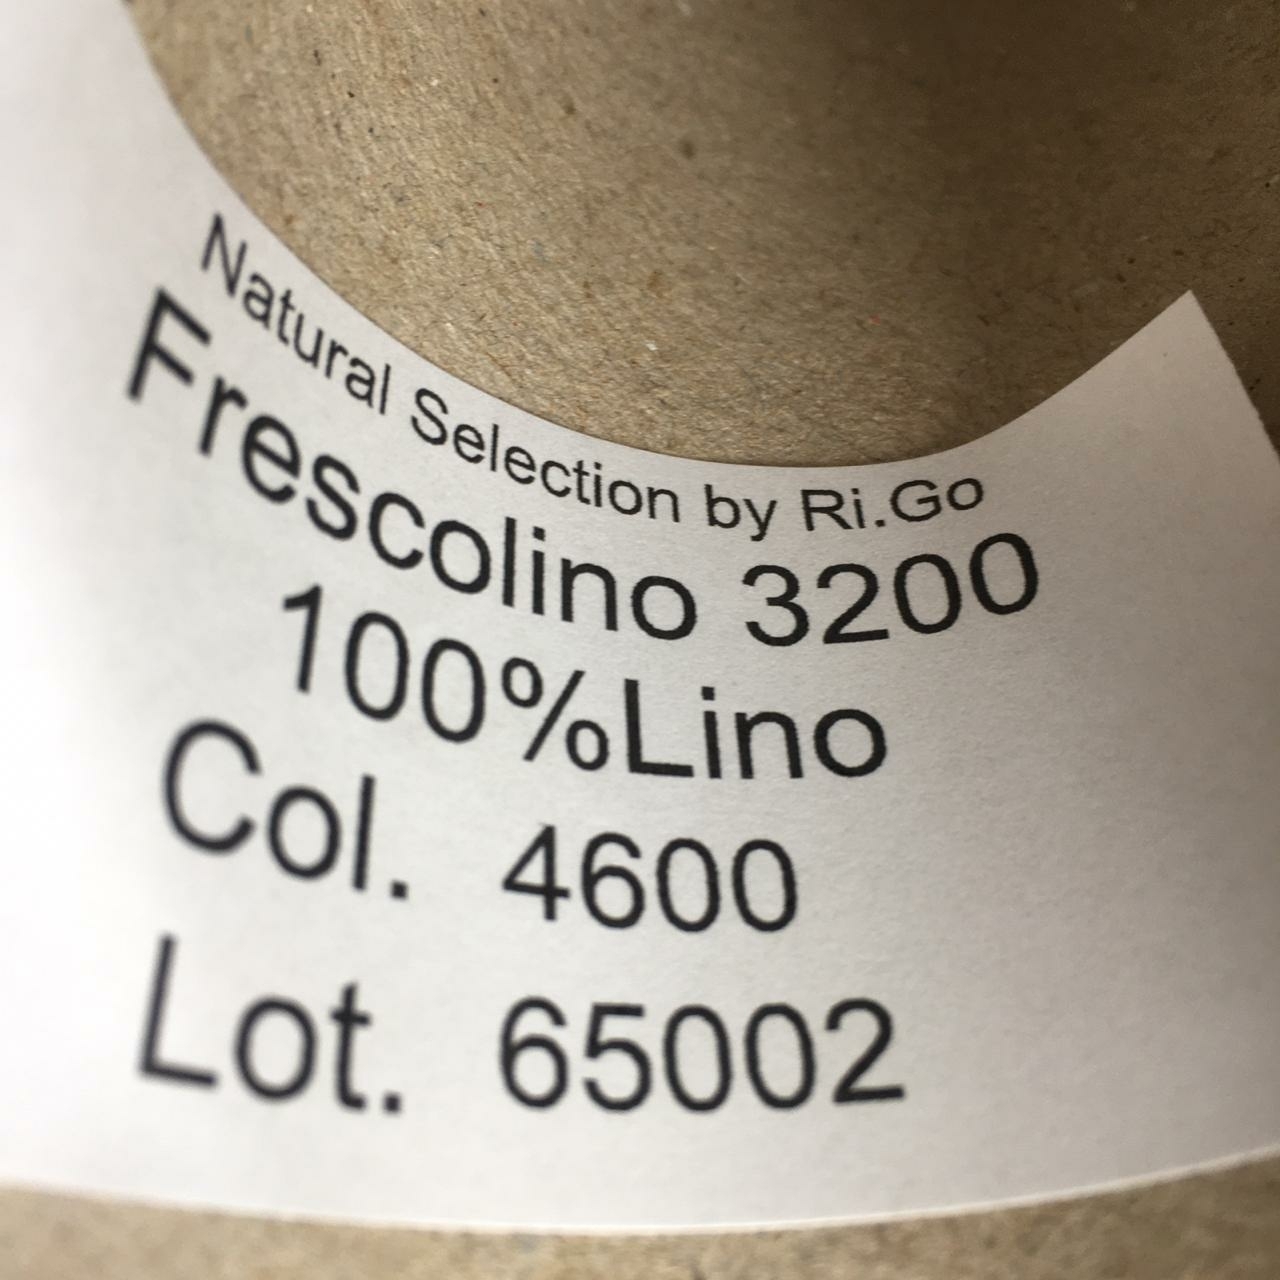 Natural Selection by Ri.Go
Frescolino 3200
100%Lino
Col. 4600
Lot. 65002